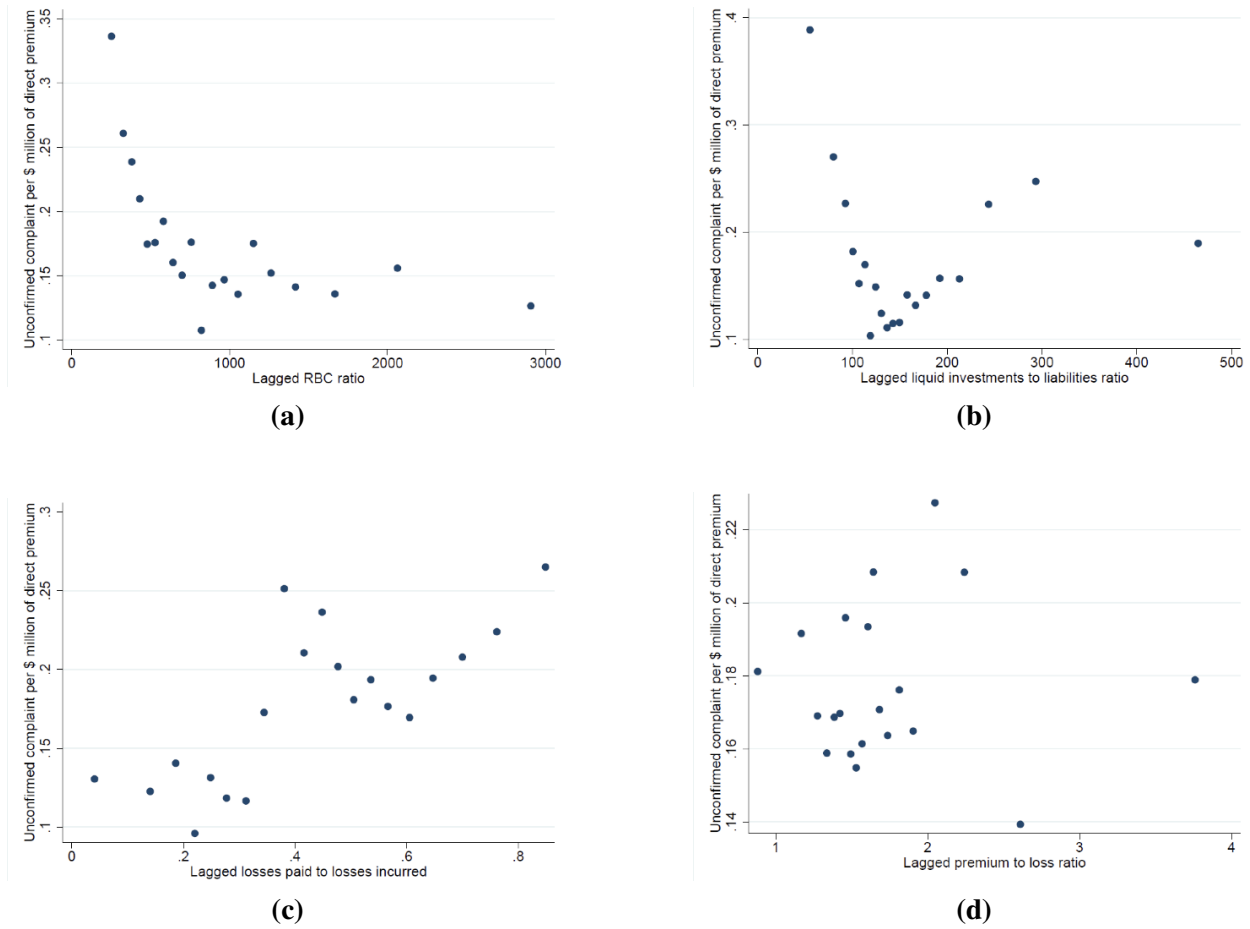 Unconfirmed complaint per $ million of direct premium
.35
.3
.25
.2
.15
.1
0 1000 2000 3000
Lagged RBC ratio
(a)
Unconfirmed complaint per $ million of direct premium
.4
.3
.2
.1
0 100 200 300 400 500
Lagged liquid investments to liabilities ratio
(b)
Unconfirmed complaint per $ million of direct premium
.3
.25
.2
.15
.1
0 .2 .4 .6 .8
Lagged losses paid to losses incurred
(c)
Unconfirmed complaint per $ million of direct premium
.22
.2
.18
.16
.14
1 2 3 4
Lagged premium to loss ratio
(d)